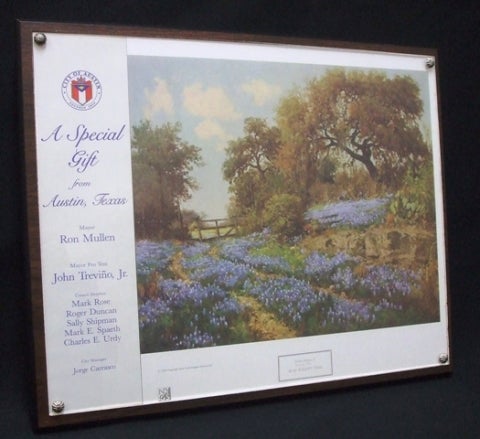 CITY OF AUSTIN
A Special
Gift
from
Austin, Texas
Mayor
Ron Mullen
Mayor Pro Tem
John Treviño, Jr.
Council Members
Mark Rose
Roger Duncan
Sally Shipman
Mark E. Spaeth
Charles E. Urdy
City Manager
Jorge Carrasco